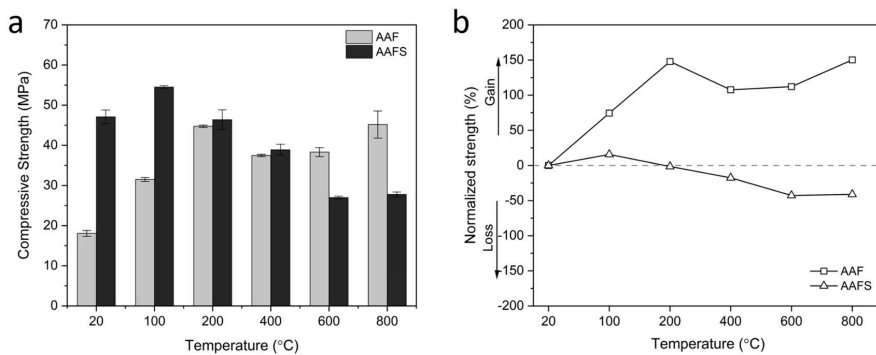 a
AAF
AAFS
Compressive Strength (MPa)
80
70
60
50
40
30
20
10
0
20 100 200 400 600 800
Temperature (°C)
b
Normalized strength (%)
Gain
Loss
200
150
100
50
0
-50
-100
-150
-200
AAF
AAFS
20 100 200 400 600 800
Temperature (°C)